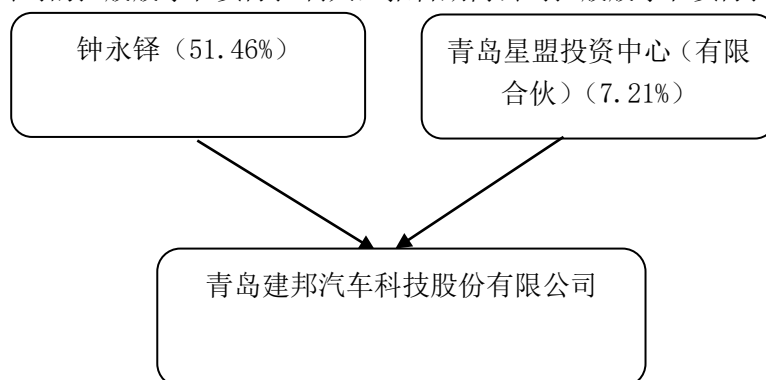 钟永铎（51.46%）
青岛星盟投资中心（有限
合伙）(7.21%）
青岛建邦汽车科技股份有限公司